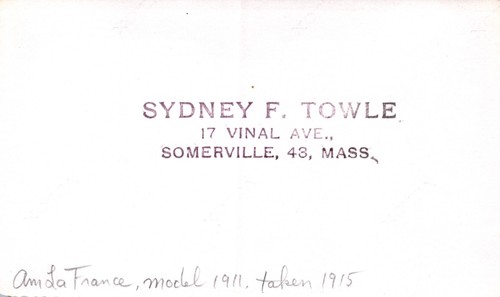 SYDNEY F. TOWLE
17 VINAL AVE.,
SOMERVILLE, 43, MASS.
Am La France, model 1911. taken 1915